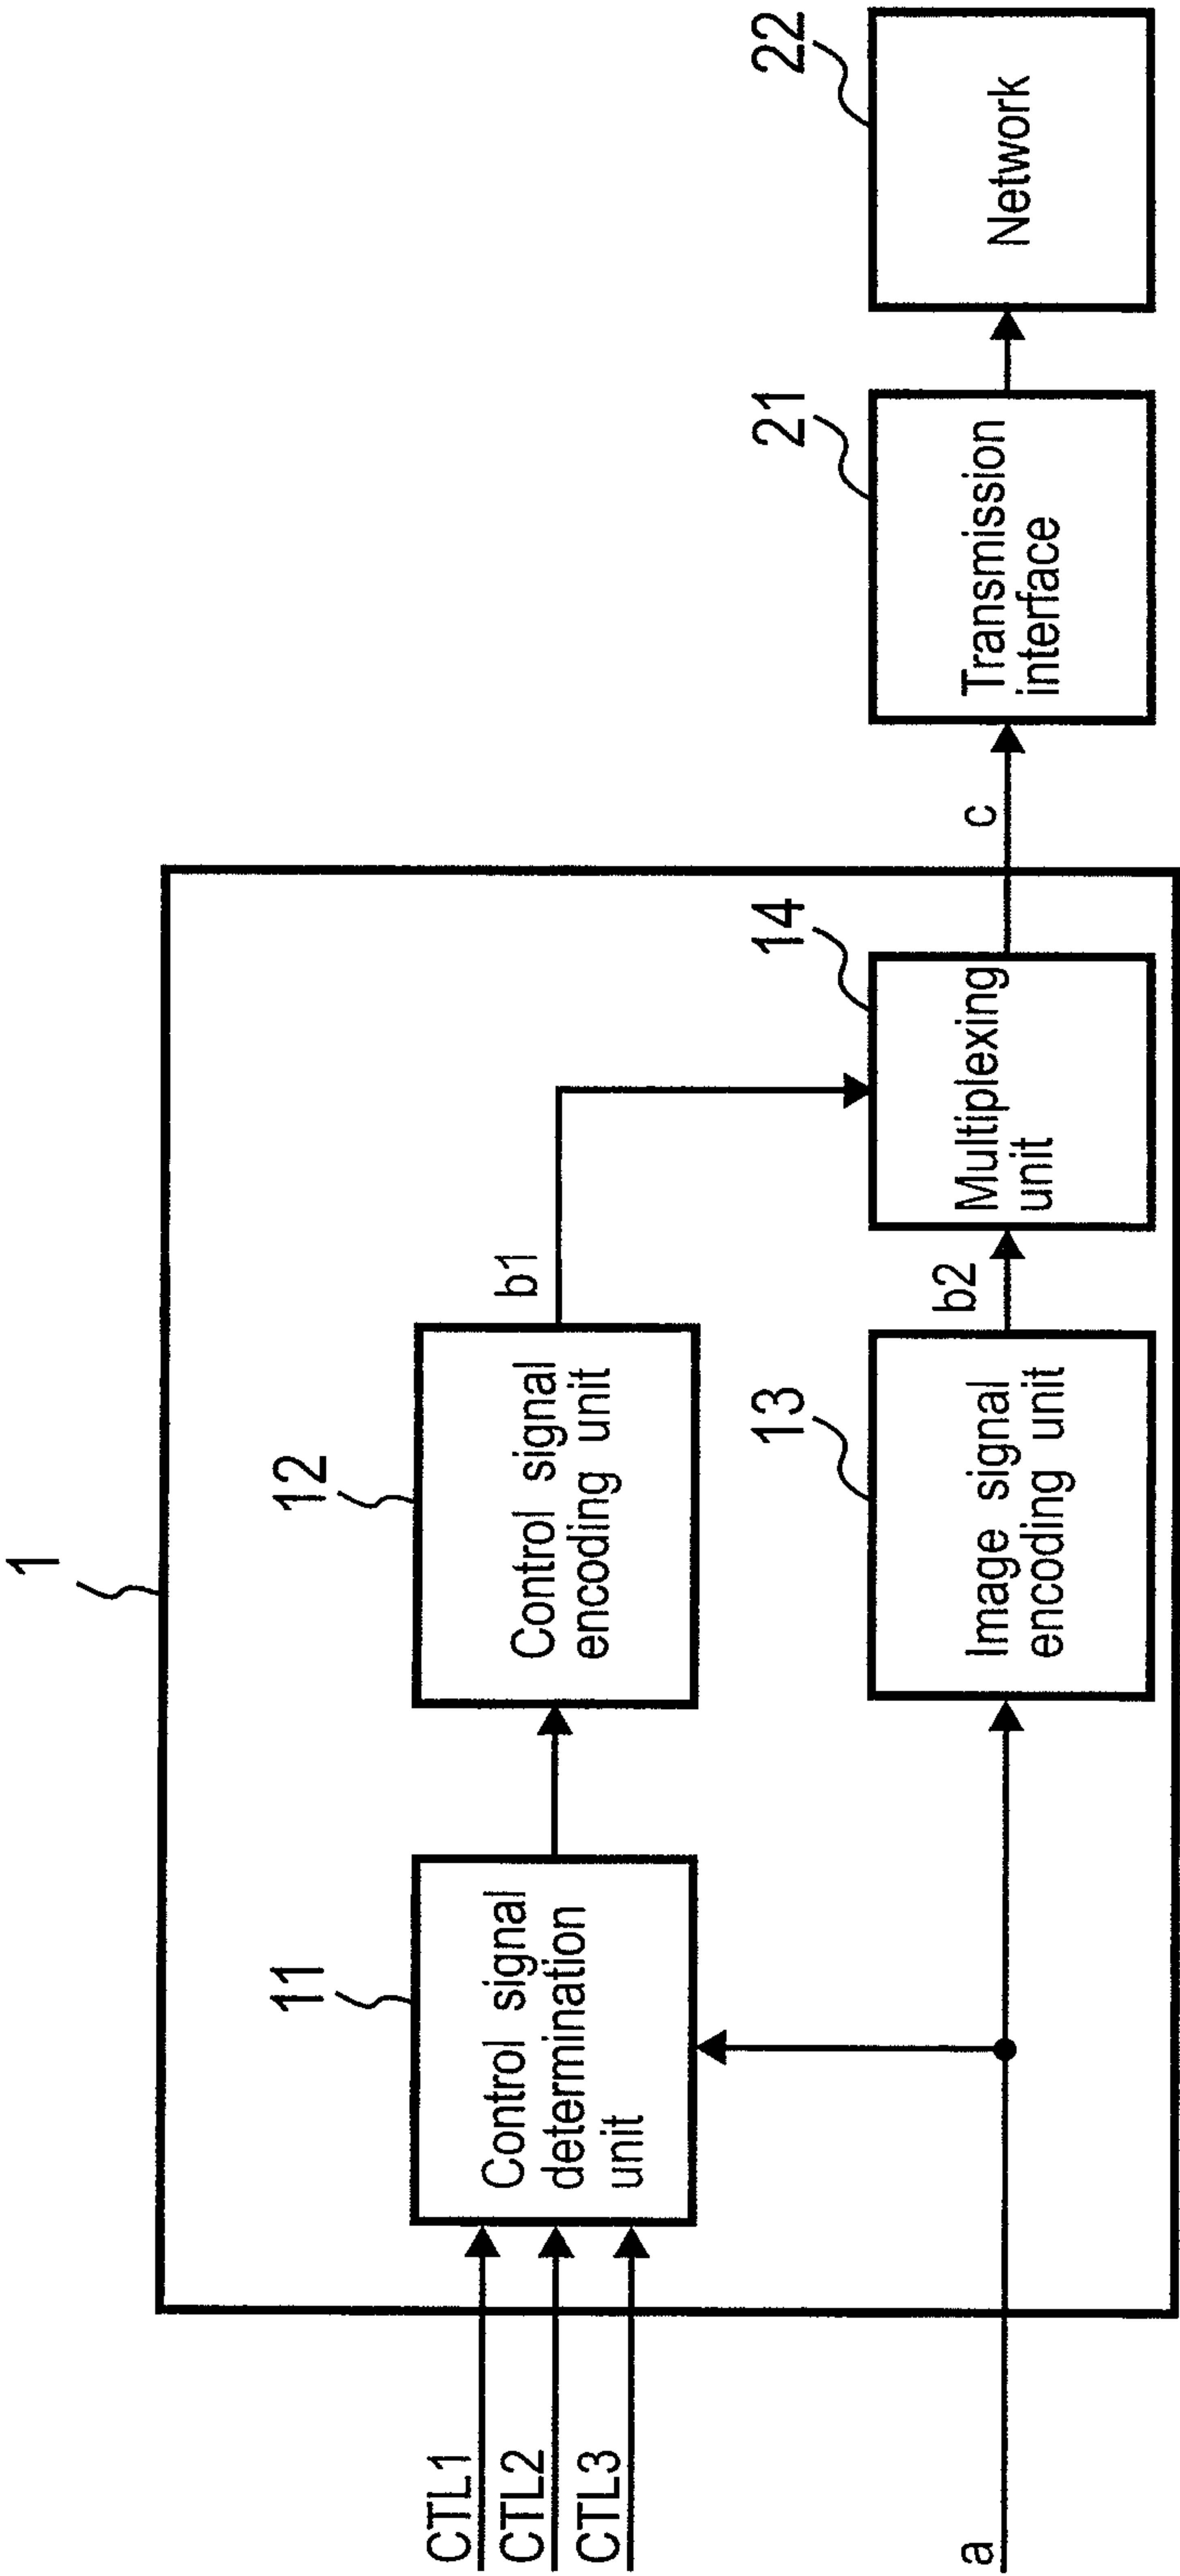 1
11
Control signal
determination
unit
12
Control signal
encoding unit
b1
CTL1
CTL2
CTL3
13
Image signal
encoding unit
b2
14
Multiplexing
unit
c
21
Transmission
interface
22
Network
a